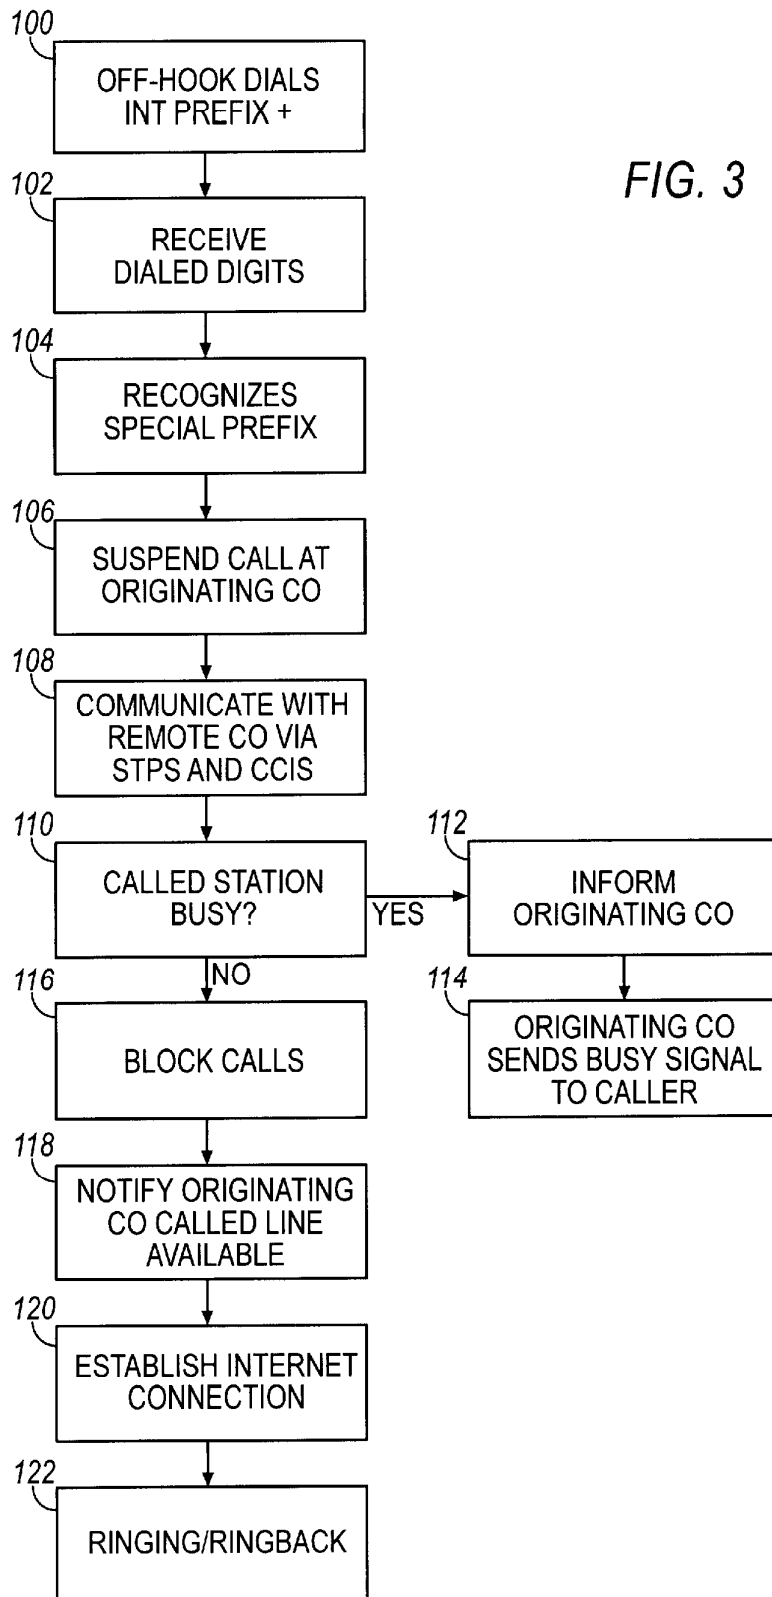 100
OFF-HOOK DIALS
INT PREFIX +
FIG. 3
102
RECEIVE
DIALED DIGITS
104
RECOGNIZES
SPECIAL PREFIX
106
SUSPEND CALL AT
ORIGINATING CO
108
COMMUNICATE WITH
REMOTE CO VIA
STPS AND CCIS
110
CALLED STATION
BUSY?
YES
112
INFORM
ORIGINATING CO
NO
114
ORIGINATING CO
SENDS BUSY SIGNAL
TO CALLER
116
BLOCK CALLS
118
NOTIFY ORIGINATING
CO CALLED LINE
AVAILABLE
120
ESTABLISH INTERNET
CONNECTION
122
RINGING/RINGBACK